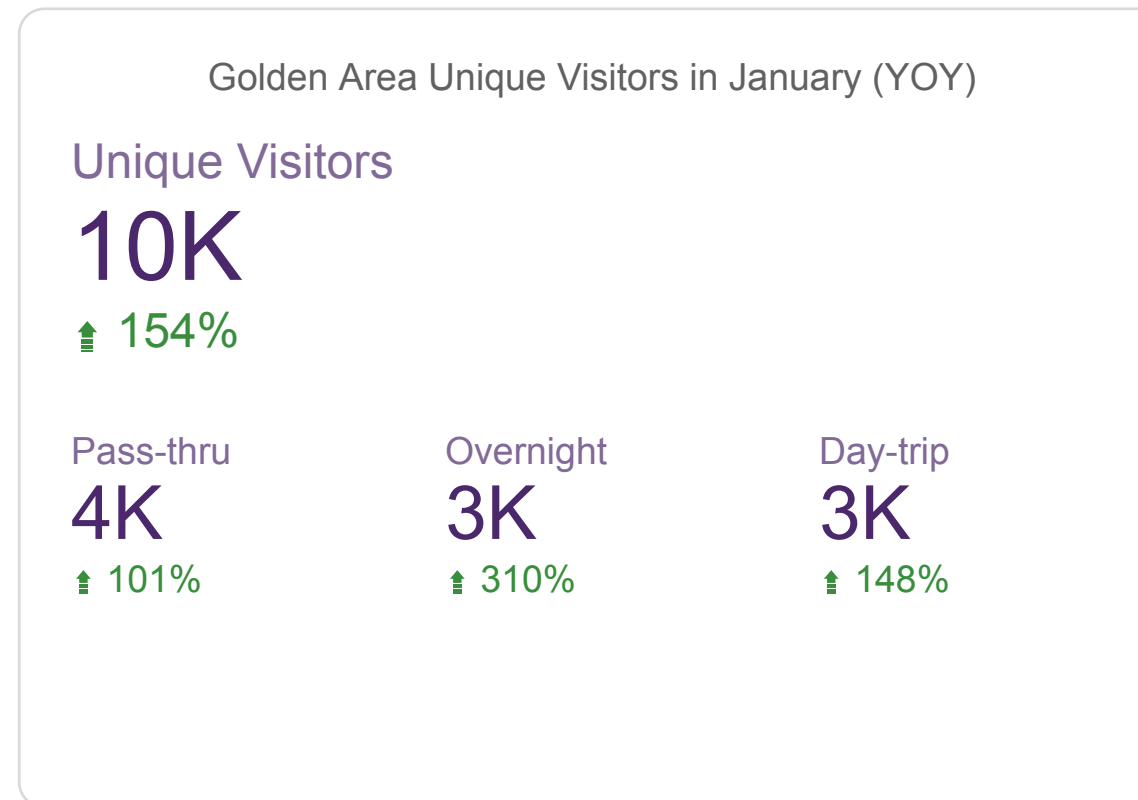 Golden Area Unique Visitors in January (YOY)
Unique Visitors
10K
154%
Pass-thru
4K
101%
Overnight
3K
310%
Day-trip
3K
148%